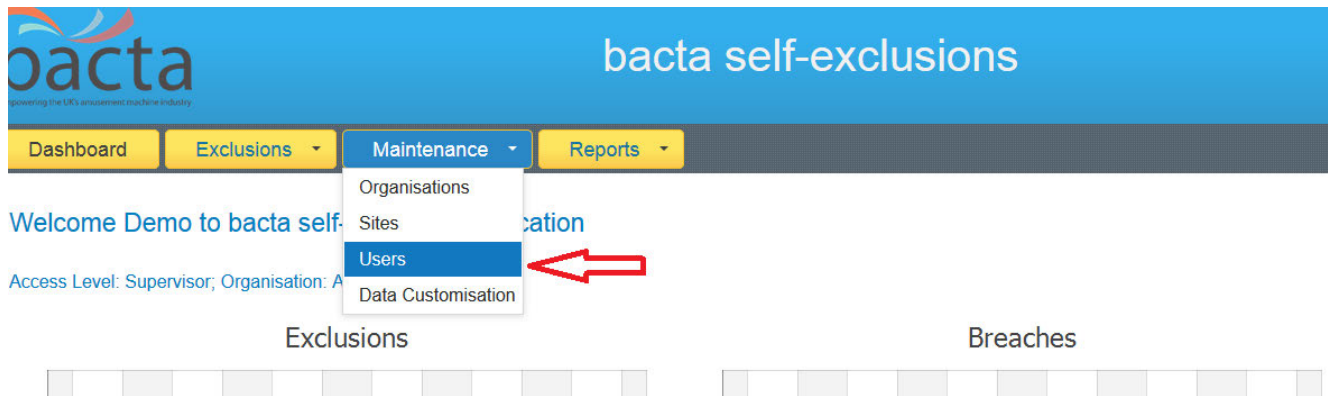 bacta
empowering the UK's amusement machine industry
bacta self-exclusions
Dashboard Exclusions Maintenance Reports
Organisations
Welcome Demo to bacta self- cation
Sites
Users
Access Level: Supervisor; Organisation: A
Data Customisation
Exclusions Breaches